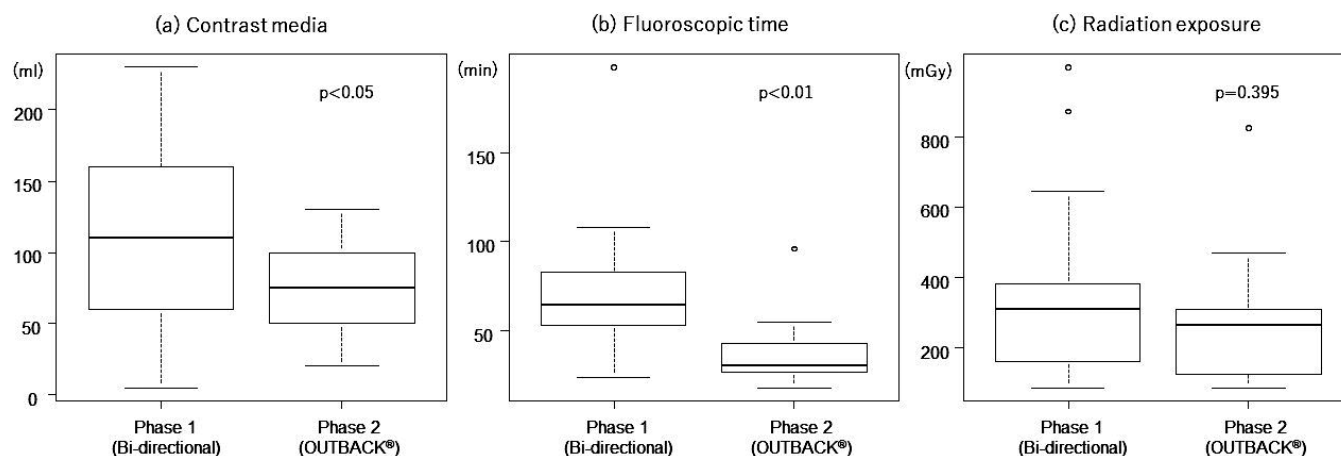 (a) Contrast media
(ml)
200
150
100
50
0
p<0.05
Phase 1
(Bi-directional)
Phase 2
(OUTBACK®)
(b) Fluoroscopic time
(min)
150
100
50
p<0.01
Phase 1
(Bi-directional)
Phase 2
(OUTBACK®)
(c) Radiation exposure
(mGy)
800
600
400
200
p=0.395
Phase 1
(Bi-directional)
Phase 2
(OUTBACK®)